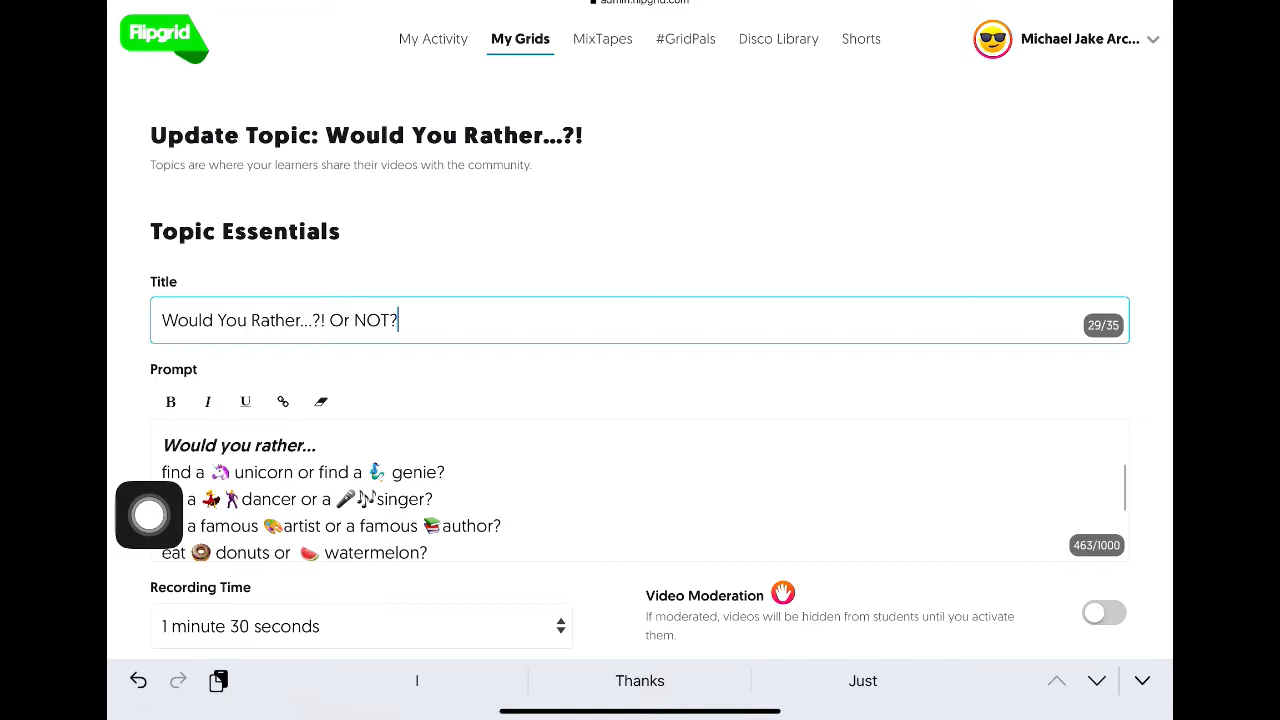 admin.flipgrid.com
Flipgrid
My Activity My Grids MixTapes #GridPals Disco Library Shorts
Michael Jake Arc...
Update Topic: Would You Rather...?!
Topics are where your learners share their videos with the community.
Topic Essentials
Title
Would You Rather...?! Or NOT?
29/35
Prompt
B I U
Would you rather...
find a 🦄 unicorn or find a 🧞‍♂️ genie?
a 💃🕺dancer or a 🎤🎶singer?
a famous 🎨artist or a famous 📚author?
eat 🍩 donuts or 🍉 watermelon?
463/1000
Recording Time
1 minute 30 seconds
Video Moderation
If moderated, videos will be hidden from students until you activate
them.
I Thanks Just